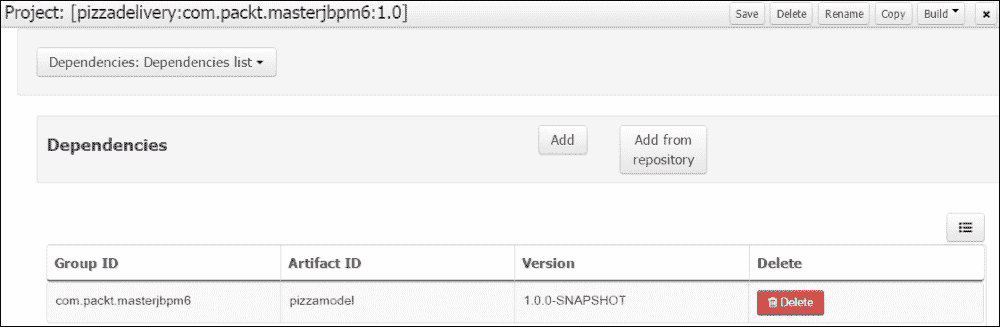 Project: [pizzadelivery:com.packt.masterjbpm6:1.0]
Save Delete Rename Copy Build
Dependencies: Dependencies list
Dependencies
Add
Add from
repository
Group ID Artifact ID Version Delete
com.packt.masterjbpm6 pizzamodel 1.0.0-SNAPSHOT Delete